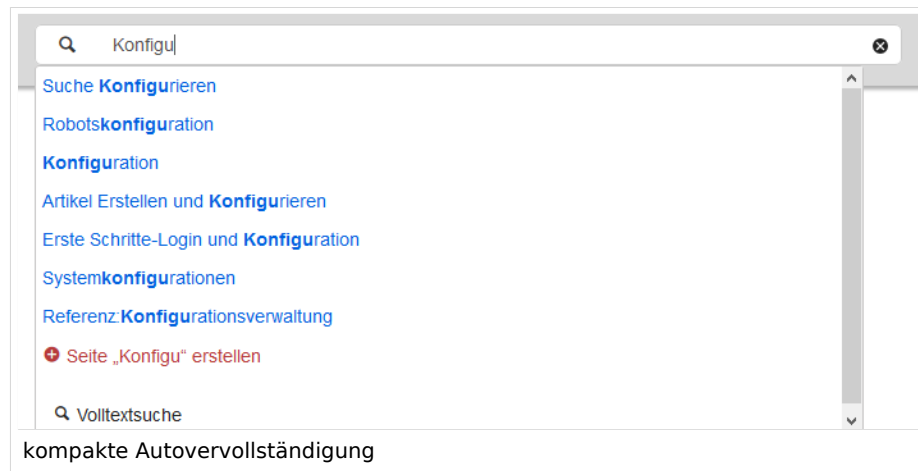 Konfigu
Suche Konfigurieren
Robotskonfiguration
Konfiguration
Artikel Erstellen und Konfigurieren
Erste Schritte-Login und Konfiguration
Systemkonfigurationen
Referenz:Konfigurationsverwaltung
Seite „Konfigu“ erstellen
Volltextsuche
kompakte Autovervollständigung